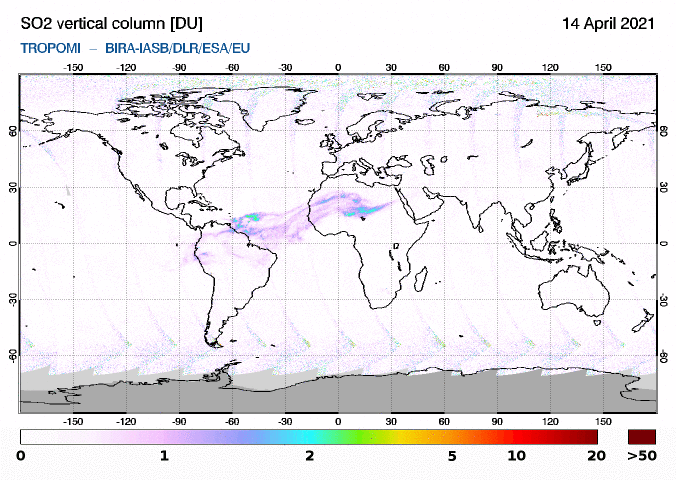 SO2 vertical column [DU] 14 April 2021
TROPOMI – BIRA-IASB/DLR/ESA/EU
-150 -120 -90 -60 -30 0 30 60 90 120 150
60 60
30 30
0 0
-30 -30
-60 -60
-150 -120 -90 -60 -30 0 30 60 90 120 150
0 1 2 5 10 20 >50